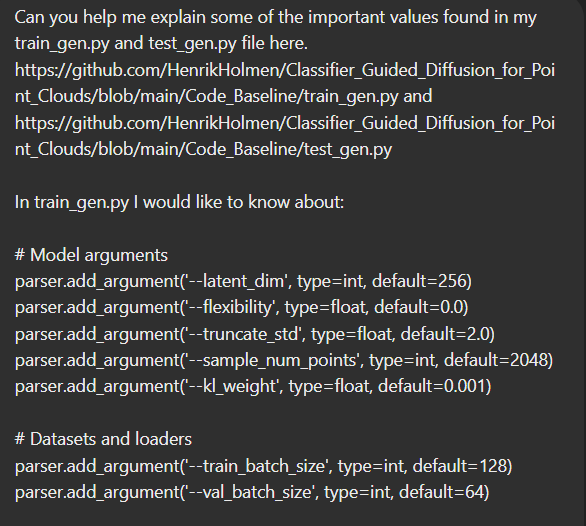 Can you help me explain some of the important values found in my
train_gen.py and test_gen.py file here.
https://github.com/HenrikHolmen/Classifier_Guided_Diffusion_for_Poi
nt_Clouds/blob/main/Code_Baseline/train_gen.py and
https://github.com/HenrikHolmen/Classifier_Guided_Diffusion_for_Poi
nt_Clouds/blob/main/Code_Baseline/test_gen.py
In train_gen.py I would like to know about:
# Model arguments
parser.add_argument('--latent_dim', type=int, default=256)
parser.add_argument('--flexibility', type=float, default=0.0)
parser.add_argument('--truncate_std', type=float, default=2.0)
parser.add_argument('--sample_num_points', type=int, default=2048)
parser.add_argument('--kl_weight', type=float, default=0.001)
# Datasets and loaders
parser.add_argument('--train_batch_size', type=int, default=128)
parser.add_argument('--val_batch_size', type=int, default=64)